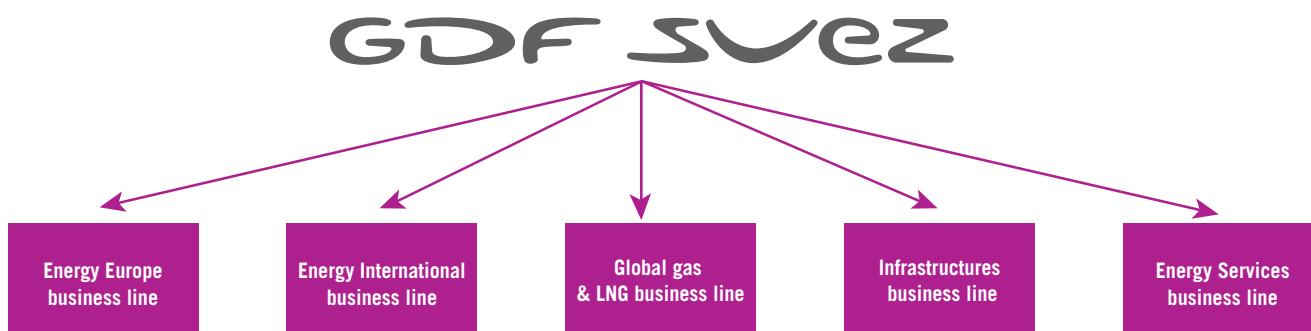 GDF SUEZ
Energy Europe
business line
Energy International
business line
Global gas
& LNG business line
Infrastructures
business line
Energy Services
business line